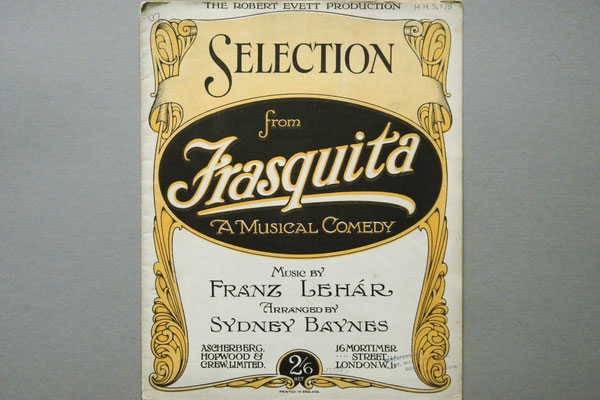 THE ROBERT EVETT PRODUCTION
SELECTION
from
Frasquita
A MUSICAL COMEDY
MUSIC BY
FRANZ LEHÁR
ARRANGED BY
SYDNEY BAYNES
ASCHERBERG,
HOPWOOD &
CREW, LIMITED.
2/6
NET
16 MORTIMER
STREET
LONDON. W.1.
PRINTED IN ENGLAND